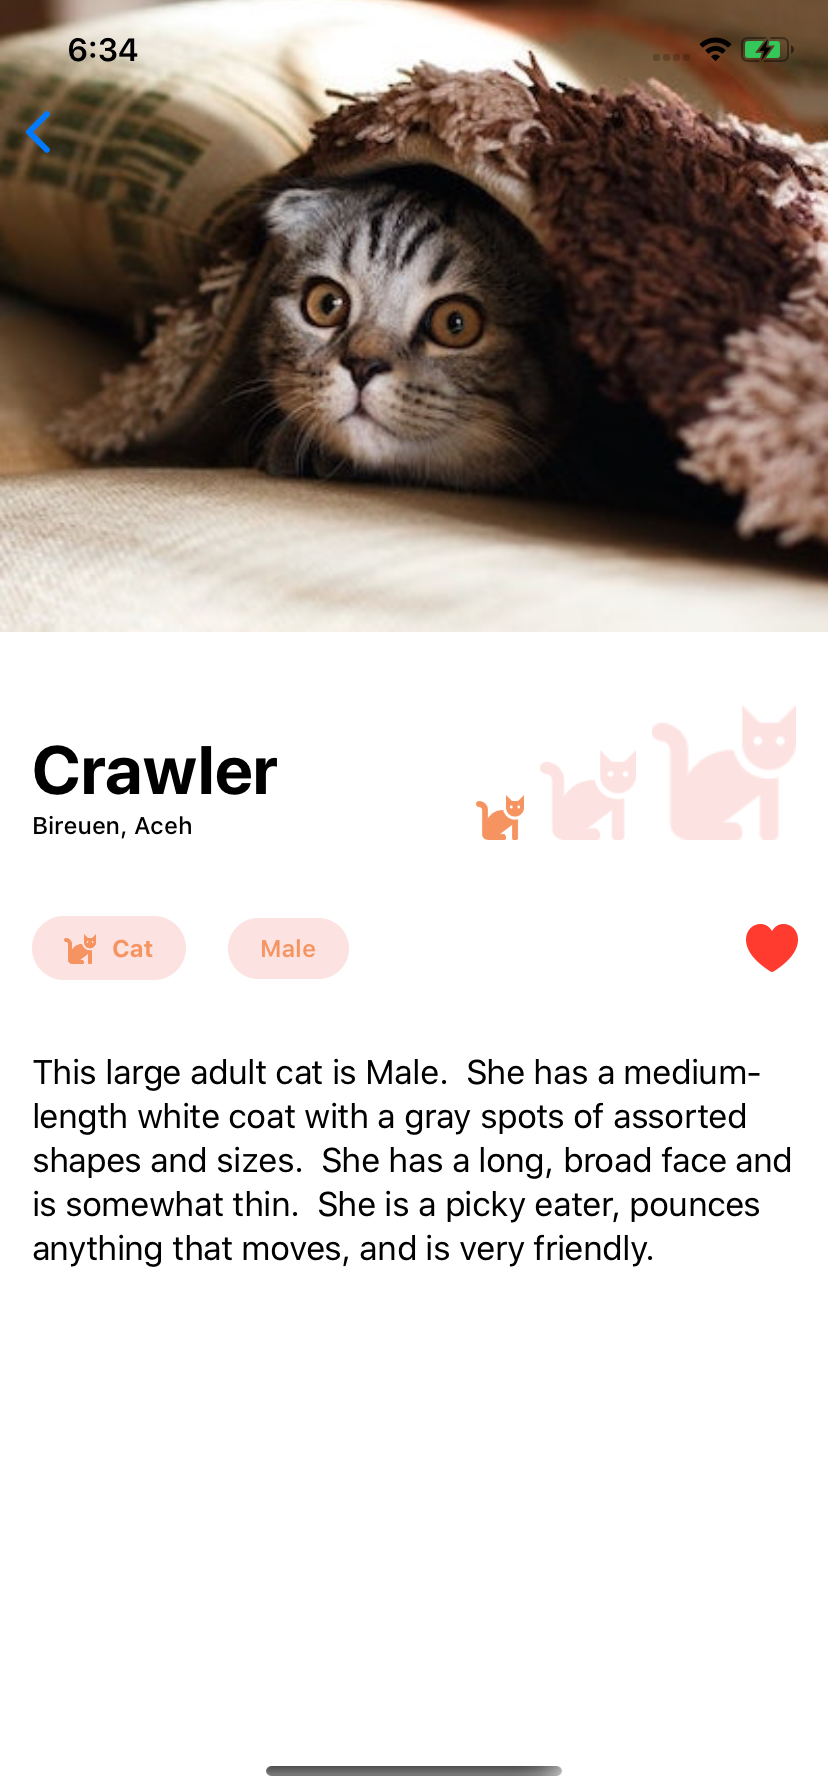 6:34
Crawler
Bireuen, Aceh
Cat
Male
This large adult cat is Male.  She has a medium-
length white coat with a gray spots of assorted
shapes and sizes.  She has a long, broad face and
is somewhat thin.  She is a picky eater, pounces
anything that moves, and is very friendly.